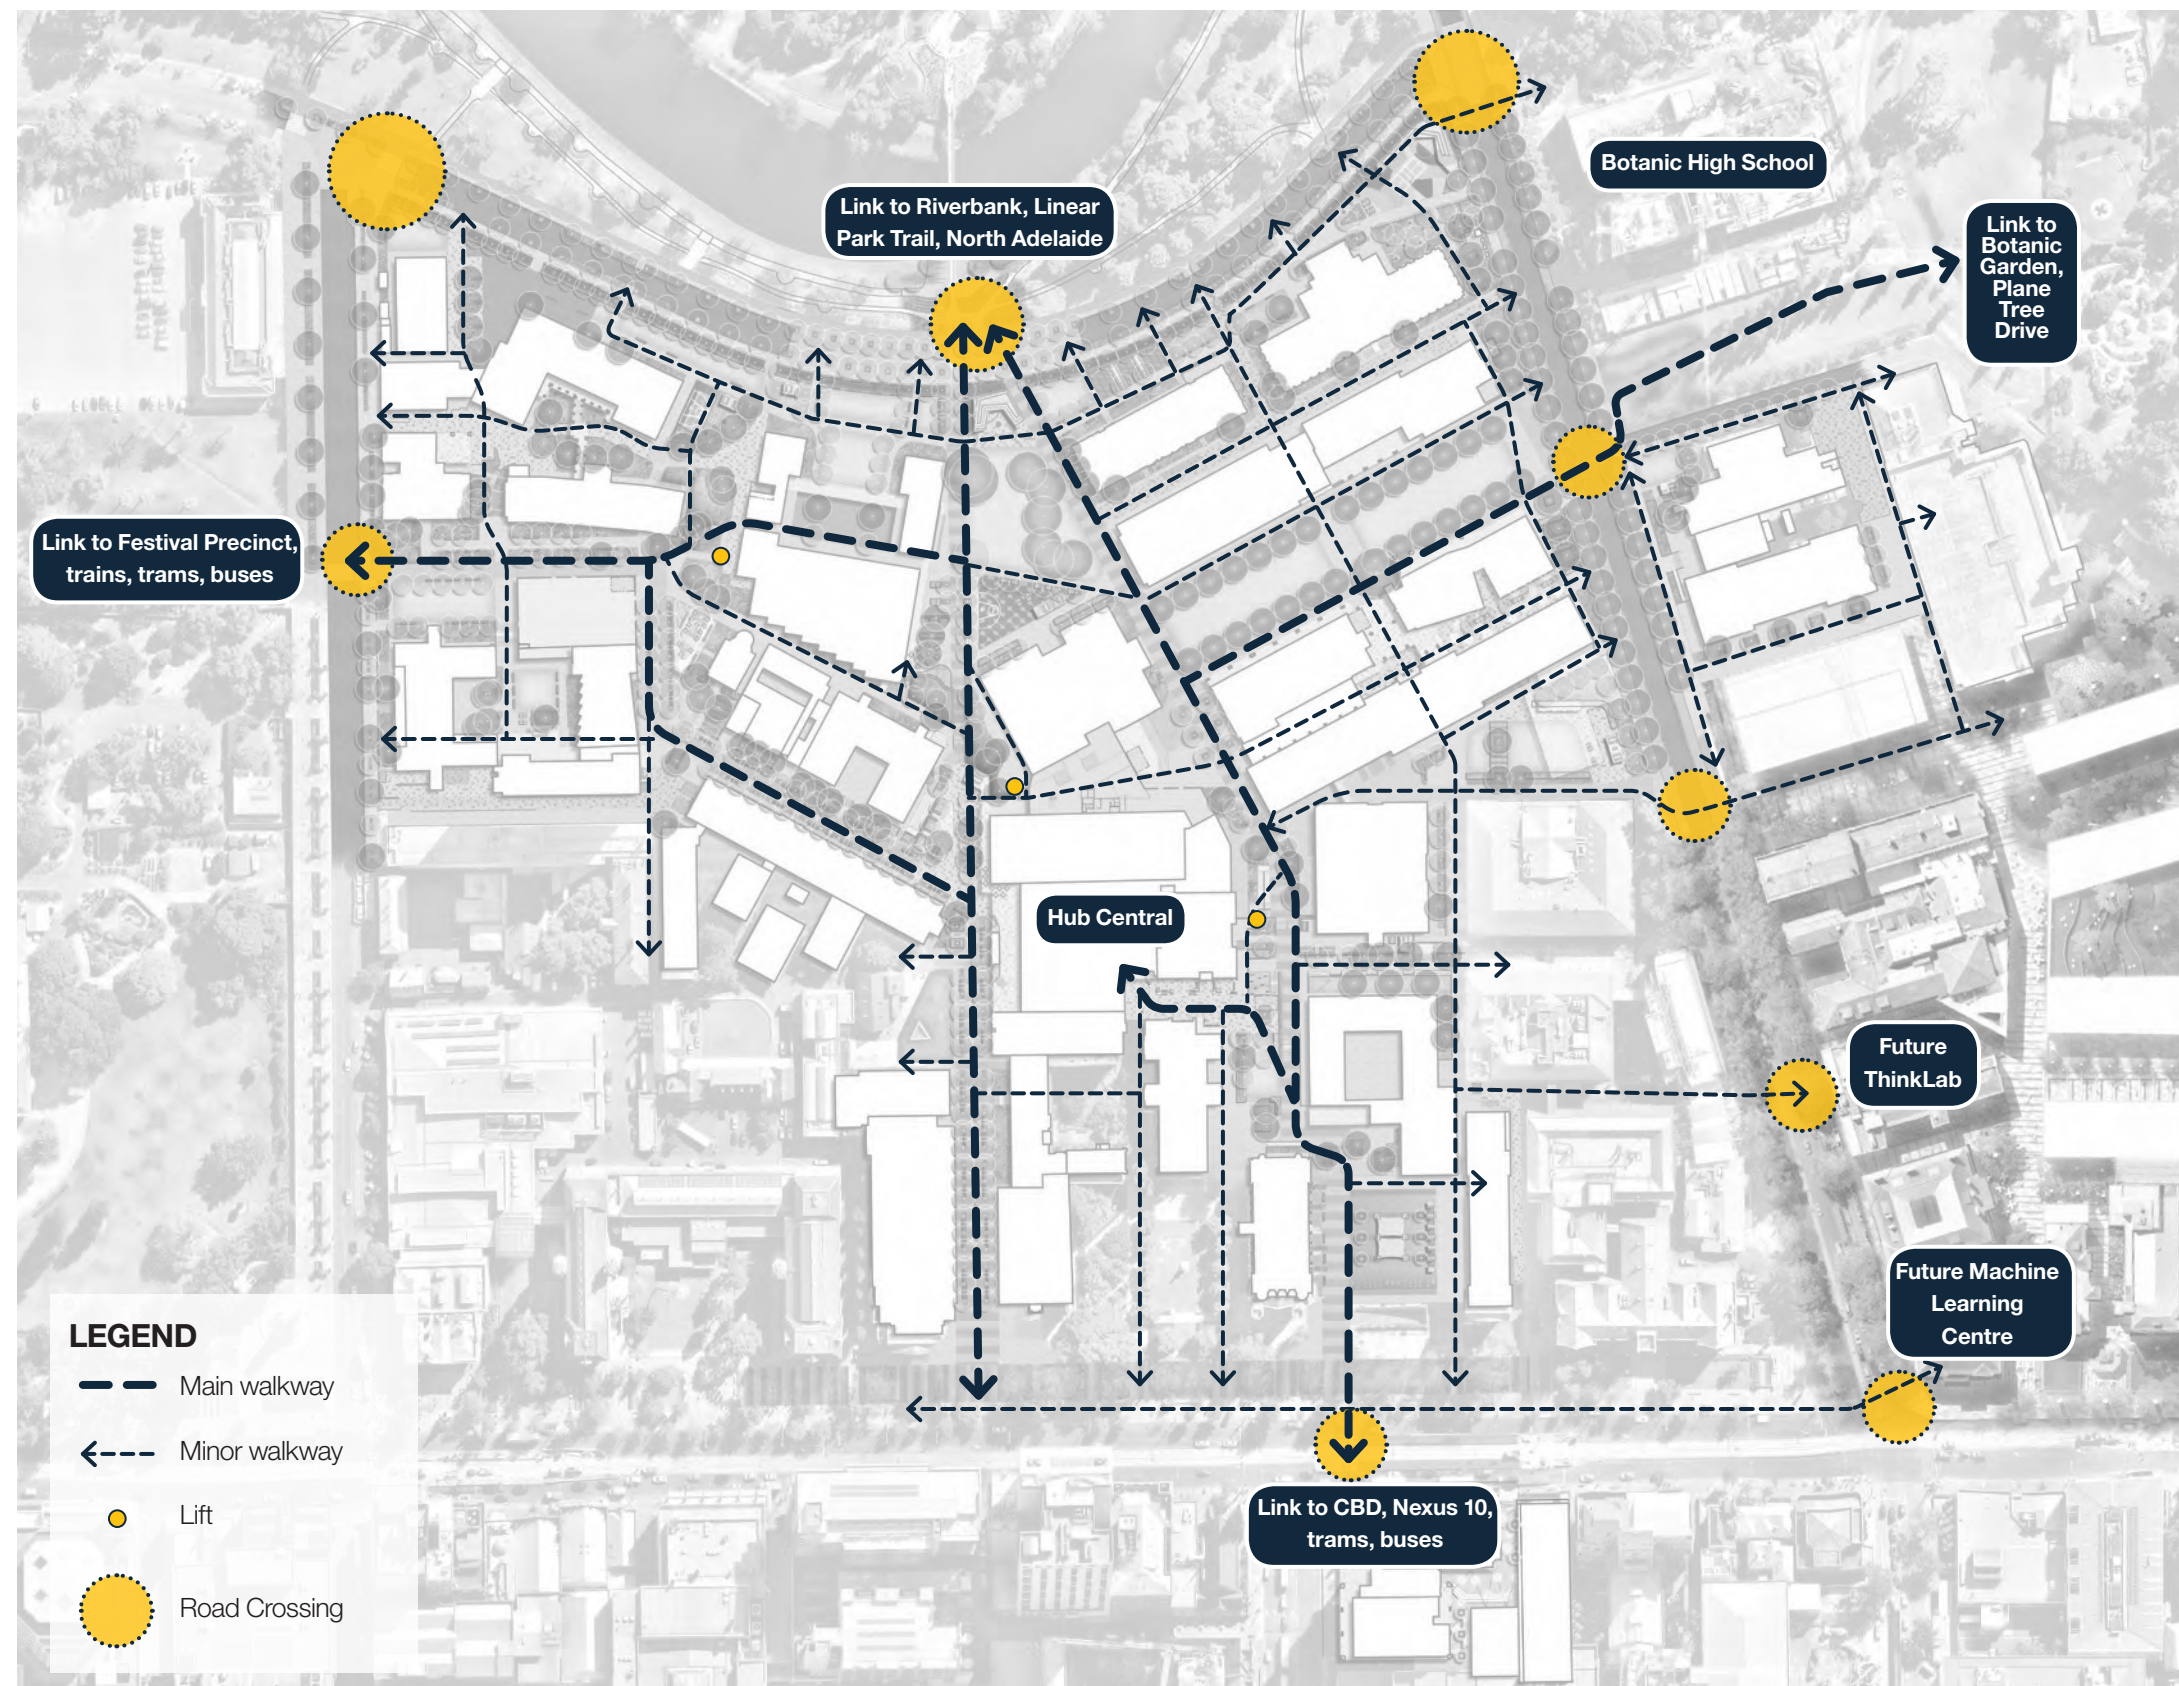 Botanic High School
Link to Riverbank, Linear
Park Trail, North Adelaide
Link to
Botanic
Garden,
Plane
Tree
Drive
Link to Festival Precinct,
trains, trams, buses
Hub Central
Future
ThinkLab
Future Machine
Learning
Centre
Link to CBD, Nexus 10,
trams, buses
LEGEND
Main walkway
Minor walkway
Lift
Road Crossing